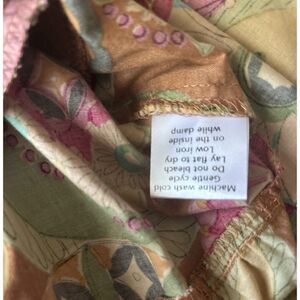 Machine wash cold
Gentle cycle
Do not bleach
Lay flat to dry
Low iron
on the inside
while damp